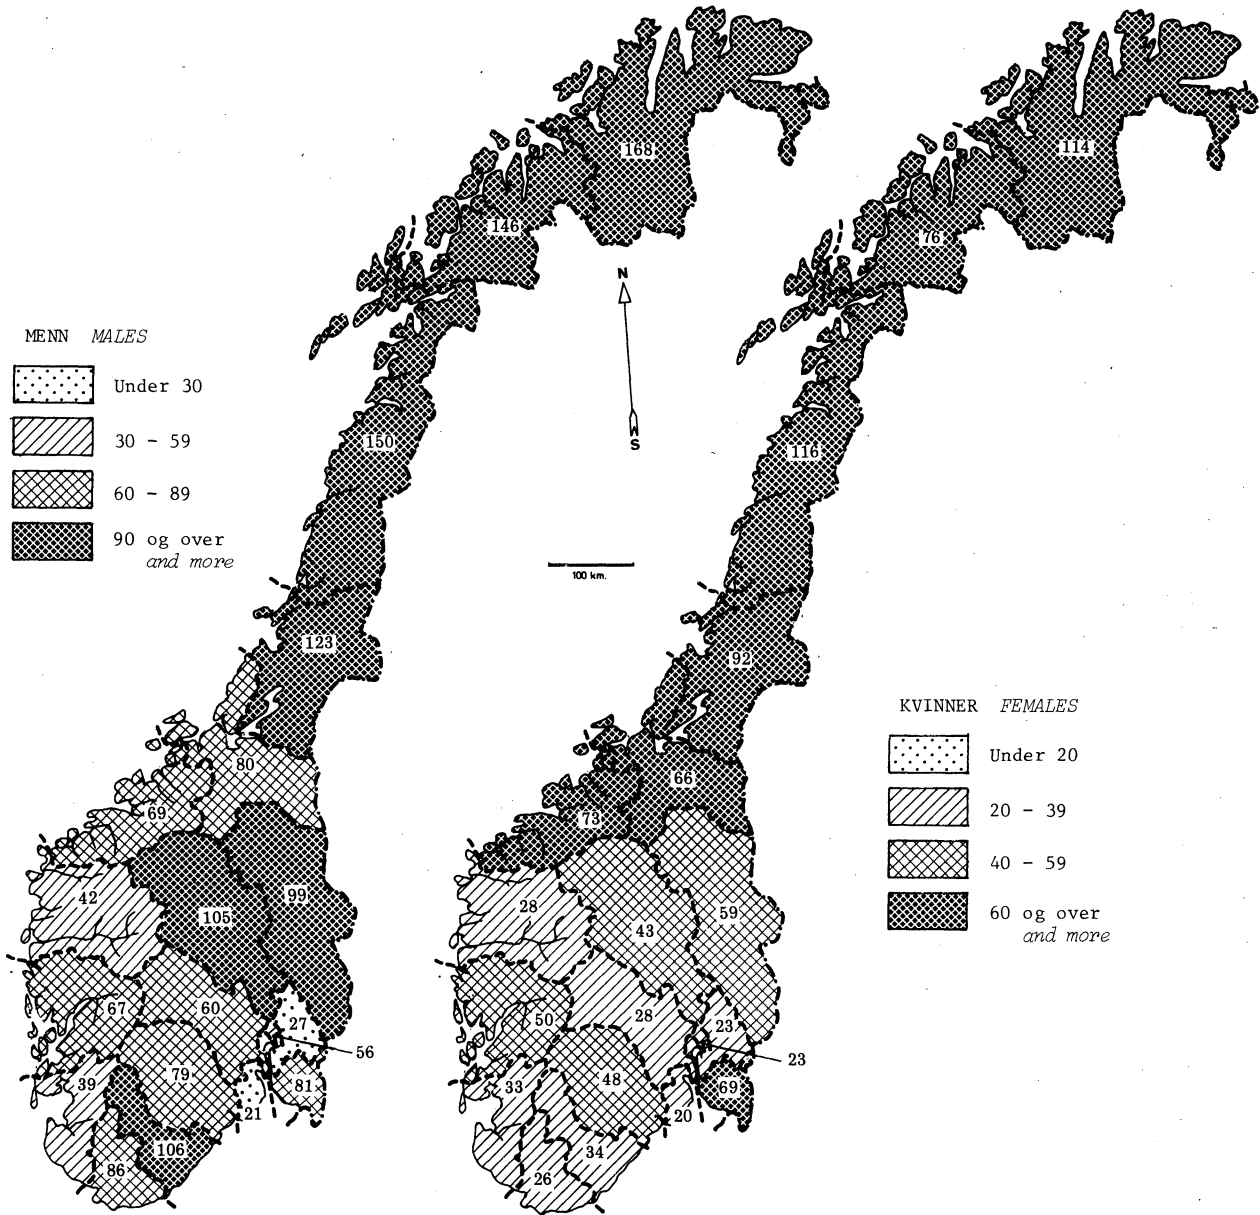 168
114
146
76
N
S
MENN MALES
Under 30
30 - 59
60 - 89
90 og over
and more
150
116
100 km.
123
92
KVINNER FEMALES
Under 20
20 - 39
40 - 59
60 og over
and more
80
66
69
73
42
99
105
28
59
43
67
60
27
56
50
28
23
23
39
79
81
21
33
48
69
20
106
86
34
26